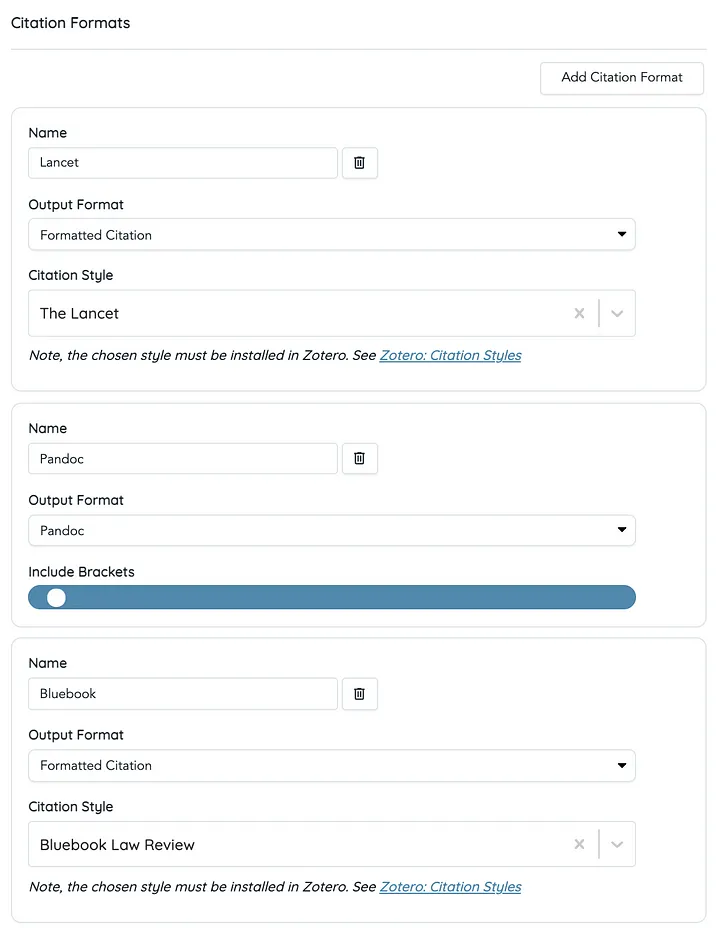 Citation Formats
Add Citation Format
Name
Lancet
Output Format
Formatted Citation
Citation Style
The Lancet
Note, the chosen style must be installed in Zotero. See Zotero: Citation Styles
Name
Pandoc
Output Format
Pandoc
Include Brackets
Name
Bluebook
Output Format
Formatted Citation
Citation Style
Bluebook Law Review
Note, the chosen style must be installed in Zotero. See Zotero: Citation Styles